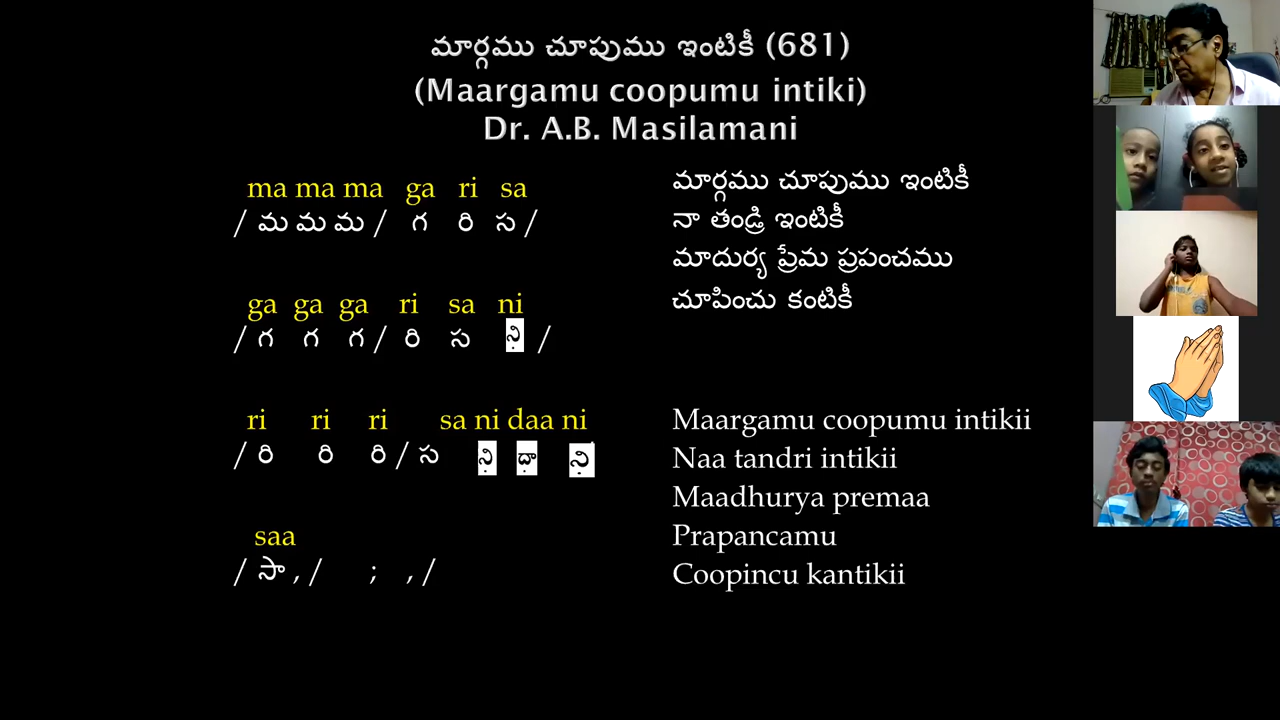 మార్గము చూపుము ఇంటికీ (681)
(Maargamu coopumu intiki)
Dr. A.B. Masilamani
ma ma ma ga ri sa
/ మ మ మ / గ రి స /
ga ga ga ri sa ni
/ గ గ గ / రి స ని /
ri ri ri sa ni daa ni
/ రి రి రి / స ని దా ని
saa
/ సా , / ; , /
మార్గము చూపుము ఇంటికీ
నా తండ్రి ఇంటికీ
మాదుర్య ప్రేమ ప్రపంచము
చూపించు కంటికీ
Maargamu coopumu intikii
Naa tandri intikii
Maadhurya premaa
Prapancamu
Coopincu kantikii